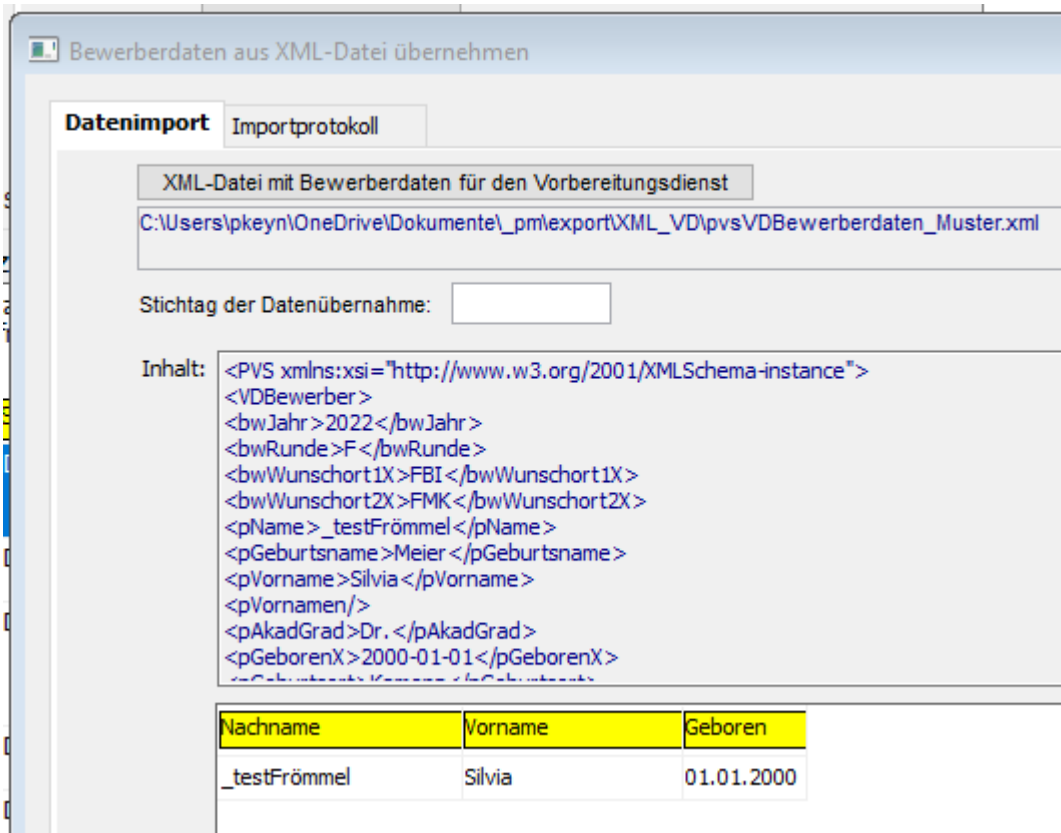 Bewerberdaten aus XML-Datei übernehmen
Datenimport Importprotokoll
XML-Datei mit Bewerberdaten für den Vorbereitungsdienst
C:\Users\pkeyn\OneDrive\Dokumente\_pm\export\XML_VD\pvsVDBewerberdaten_Muster.xml
Stichtag der Datenübernahme:
Inhalt: <PVS xmlns:xsi="http://www.w3.org/2001/XMLSchema-instance">
<VDBewerber>
<bwJahr>2022</bwJahr>
<bwRunde>F</bwRunde>
<bwWunschort1X>FBI</bwWunschort1X>
<bwWunschort2X>FMK</bwWunschort2X>
<pName>_testFrömmel</pName>
<pGeburtsname>Meier</pGeburtsname>
<pVorname>Silvia</pVorname>
<pVornamen/>
<pAkadGrad>Dr.</pAkadGrad>
<pGeborenX>2000-01-01</pGeborenX>
Nachname Vorname Geboren
_testFrömmel Silvia 01.01.2000